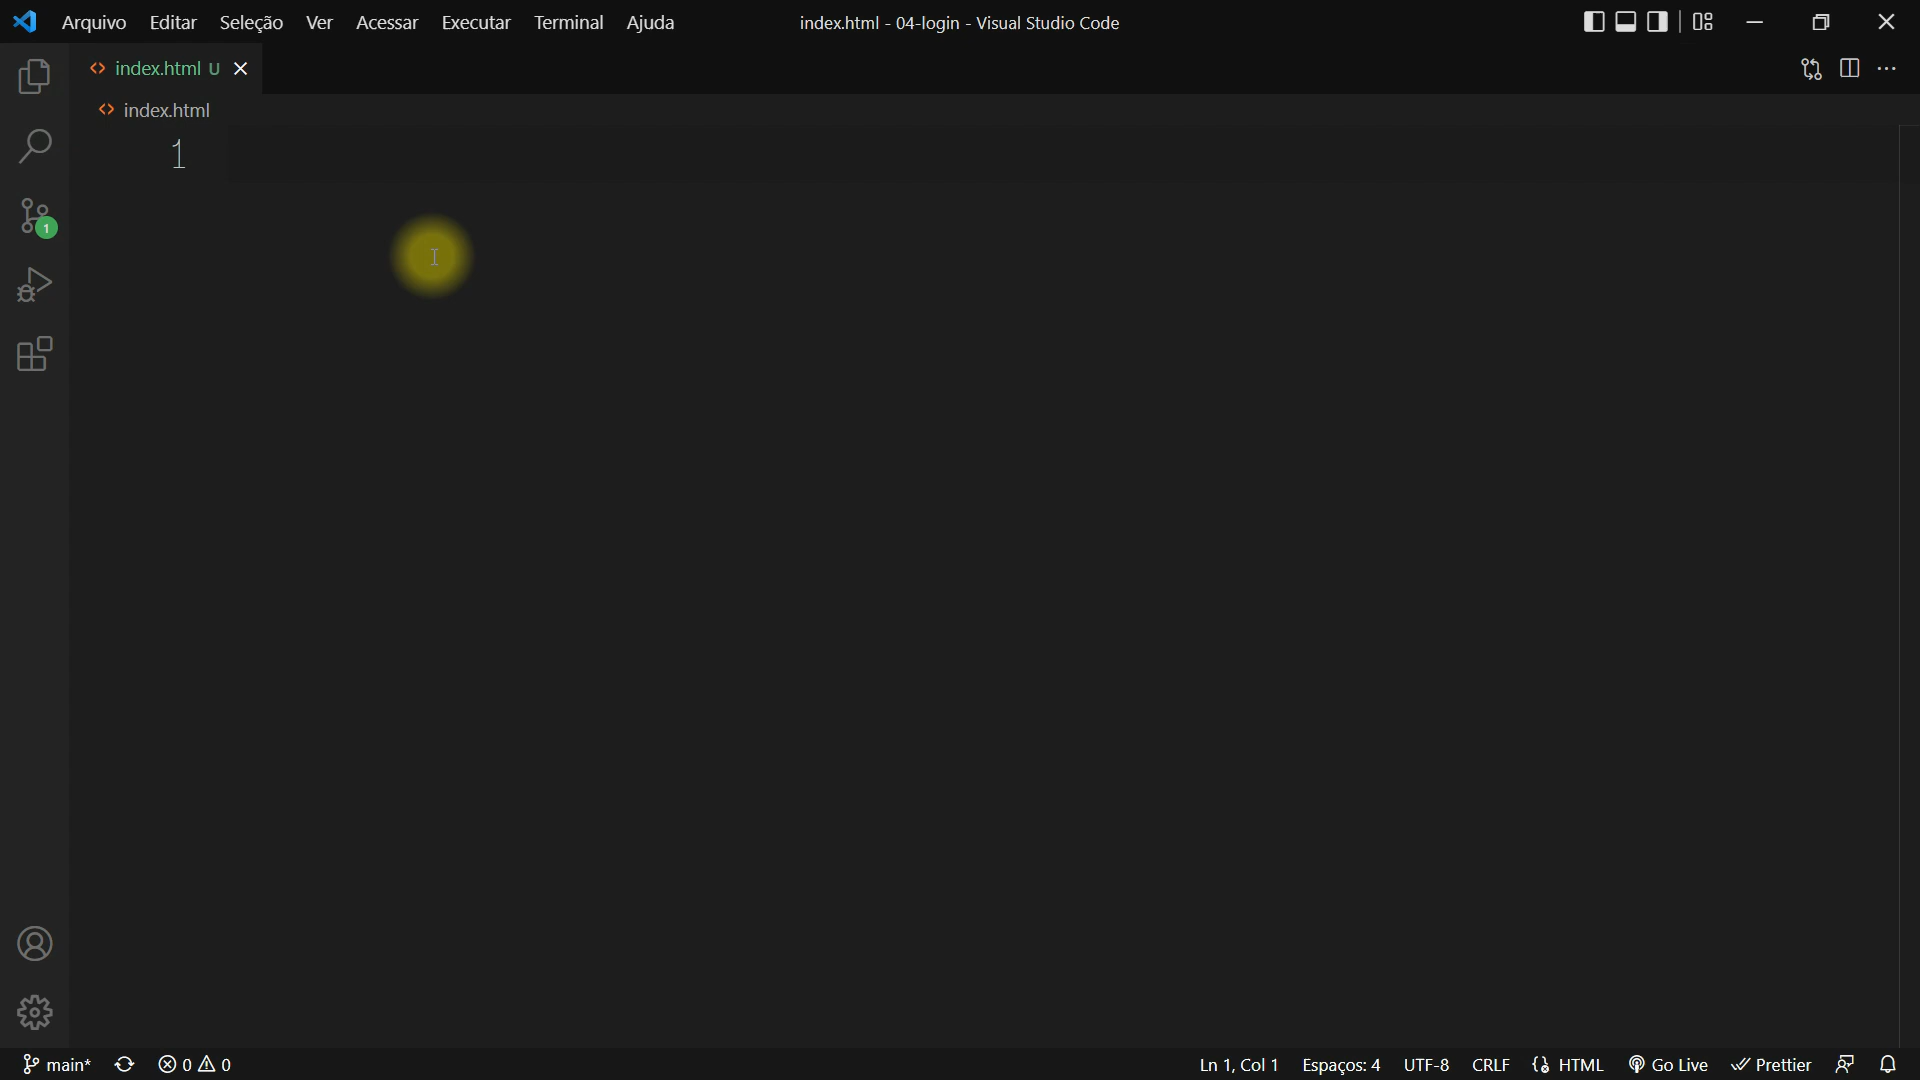 Arquivo Editar Seleção Ver Acessar Executar Terminal Ajuda index.html - 04-login - Visual Studio Code
index.html U
index.html
1
1
main* 0 0 Ln 1, Col 1 Espaços: 4 UTF-8 CRLF HTML Go Live Prettier